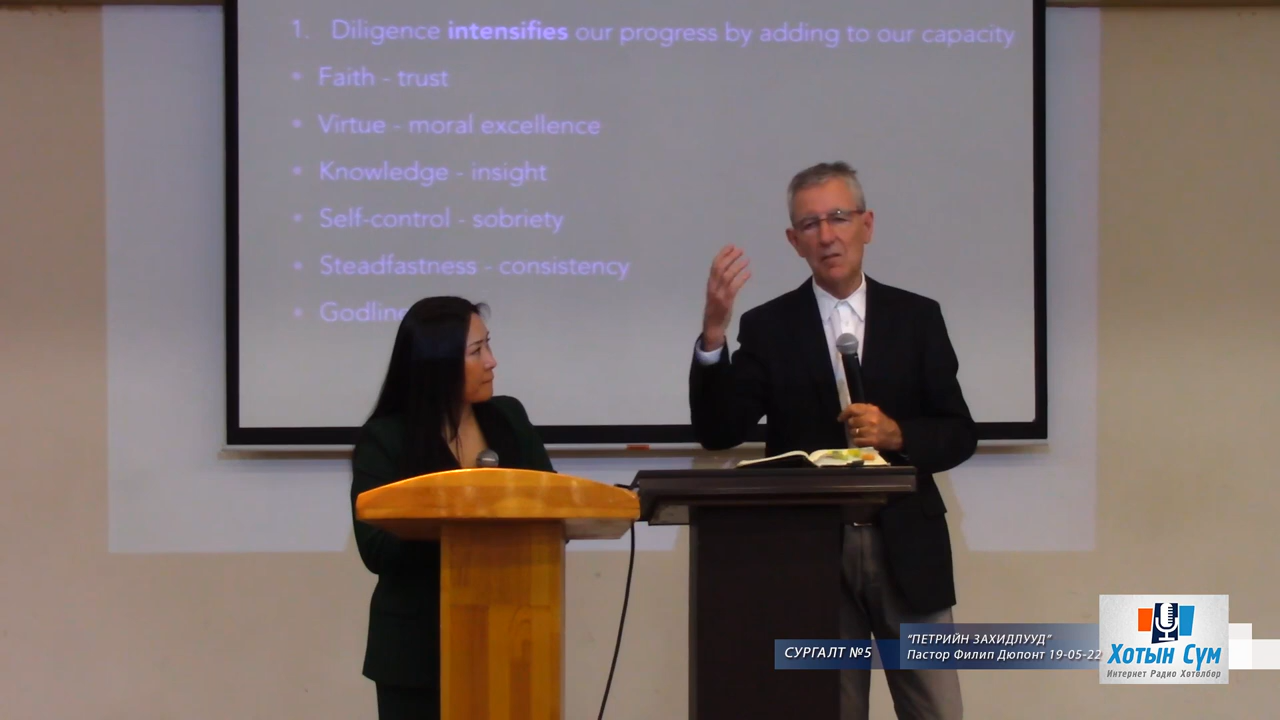 1. Diligence intensifies our progress by adding to our capacity
• Faith - trust
• Virtue - moral excellence
• Knowledge - insight
• Self-control - sobriety
• Steadfastness - consistency
• Godline
СУРГАЛТ №5
"ПЕТРИЙН ЗАХИДЛУУД"
Пастор Филип Дюпонт 19-05-22
Хотын Сүм
Интернет Радио Хөтөлбөр